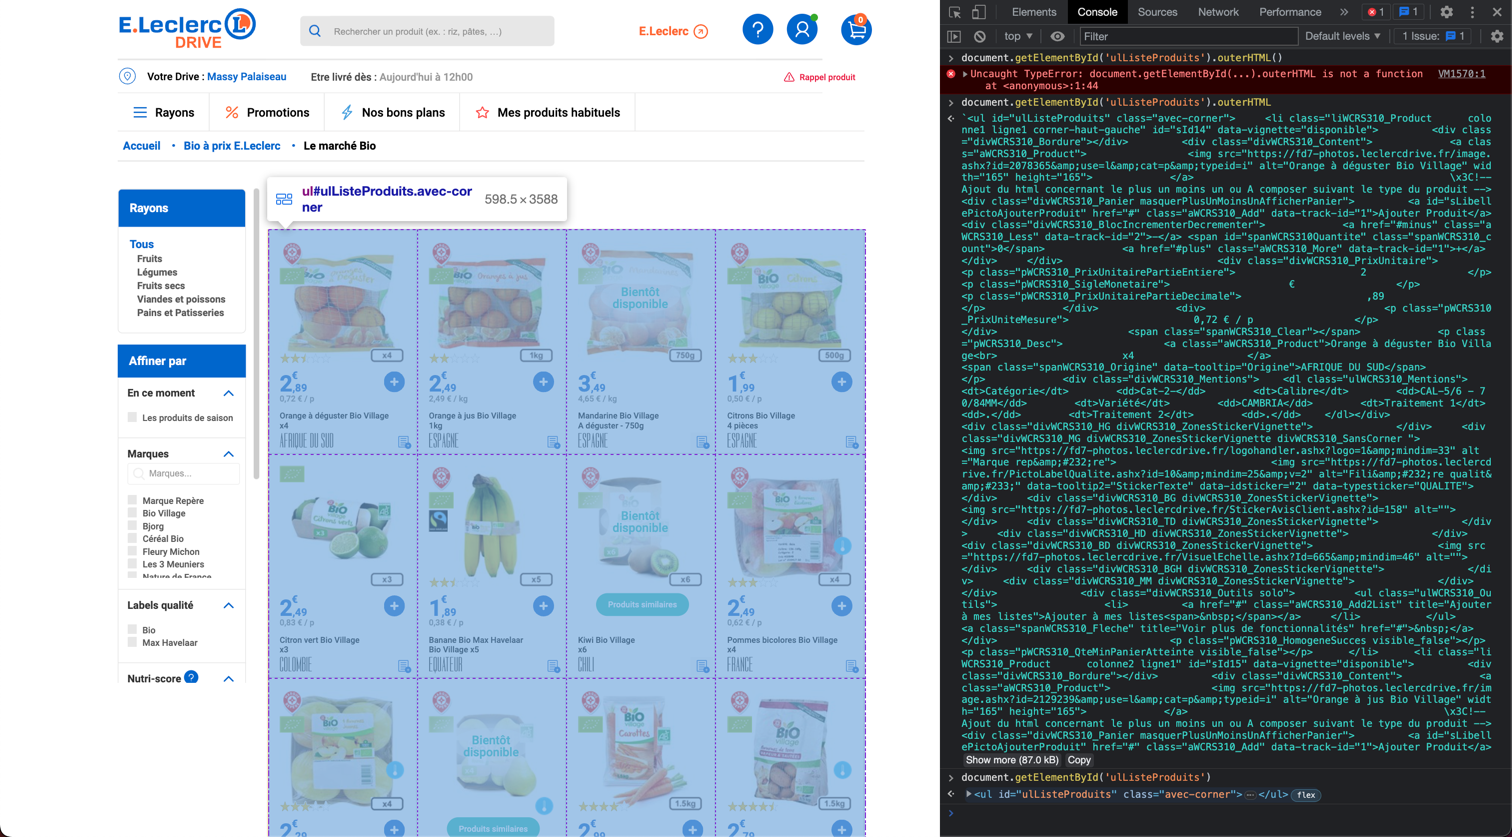 E.Leclerc
DRIVE
Rechercher un produit (ex. : riz, pâtes, ...)
E.Leclerc
?
0
Votre Drive : Massy Palaiseau
Etre livré dès : Aujourd'hui à 12h00
Rappel produit
Rayons
Promotions
Nos bons plans
Mes produits habituels
Accueil • Bio à prix E.Leclerc • Le marché Bio
ul#ulListeProduits.avec-cor
ner
598.5 × 3588
Rayons
Tous
Fruits
Légumes
Fruits secs
Viandes et poissons
Pains et Patisseries
Affiner par
En ce moment
Les produits de saison
Marques
Marques...
Marque Repère
Bio Village
Bjorg
Céréal Bio
Fleury Michon
Les 3 Meuniers
Nature de France
Labels qualité
Bio
Max Havelaar
Nutri-score ?
x4
2€,89
0,72 € / p
Orange à déguster Bio Village
x4
AFRIQUE DU SUD
1kg
2€,49
2,49 € / kg
Orange à jus Bio Village
1kg
ESPAGNE
Bientôt
disponible
750g
3€,49
4,65 € / kg
Mandarine Bio Village
A déguster - 750g
ESPAGNE
500g
1€,99
0,50 € / p
Citrons Bio Village
4 pièces
ESPAGNE
x3
2€,49
0,83 € / p
Citron vert Bio Village
x3
COLOMBIE
x5
1€,89
0,38 € / p
Banane Bio Max Havelaar
Bio Village x5
EQUATEUR
Bientôt
disponible
x6
Produits similaires
Kiwi Bio Village
x6
CHILI
x4
2€,49
0,62 € / p
Pommes bicolores Bio Village
x4
FRANCE
x4
Bientôt
disponible
Produits similaires
Carottes
1.5kg
1.5kg
Elements
Console
Sources
Network
Performance
1
1
top ▼
Filter
Default levels ▼
1 Issue: 1
document.getElementById('ulListeProduits').outerHTML()
Uncaught TypeError: document.getElementById(...).outerHTML is not a function
at <anonymous>:1:44
VM1570:1
document.getElementById('ulListeProduits').outerHTML
`<ul id="ulListeProduits" class="avec-corner"> <li class="liWCRS310_Product colo
nne1 ligne1 corner-haut-gauche" id="sId14" data-vignette="disponible"> <div class
="divWCRS310_Bordure"></div> <div class="divWCRS310_Content"> <a clas
s="aWCRS310_Product"> <img src="https://fd7-photos.leclercdrive.fr/image.
ashx?id=2078365&amp;use=l&amp;cat=p&amp;typeid=i" alt="Orange à déguster Bio Village" wid
th="165" height="165"> </a> \x3C!--
Ajout du html concernant le plus un moins un ou A composer suivant le type du produit -->
<div class="divWCRS310_Panier masquerPlusUnMoinsUnAfficherPanier"> <a id="sLibell
ePictoAjouterProduit" href="#" class="aWCRS310_Add" data-track-id="1">Ajouter Produit</a>
<div class="divWCRS310_BlocIncrementerDecrementer"> <a href="#minus" class="a
WCRS310_Less" data-track-id="2">−</a> <span id="spanWCRS310Quantite" class="spanWCRS310_c
ount">0</span> <a href="#plus" class="aWCRS310_More" data-track-id="1">+</a>
</div> </div> <div class="divWCRS310_PrixUnitaire">
<p class="pWCRS310_PrixUnitairePartieEntiere"> 2 </p>
<p class="pWCRS310_SigleMonetaire"> € </p>
<p class="pWCRS310_PrixUnitairePartieDecimale"> ,89
</p> </div> <div> <p class="pWCRS310
_PrixUniteMesure"> 0,72 € / p </p>
</div> <span class="spanWCRS310_Clear"></span> <p class
="pWCRS310_Desc"> <a class="aWCRS310_Product">Orange à déguster Bio Villa
ge<br> x4 </a>
<span class="spanWCRS310_Origine" data-tooltip="Origine">AFRIQUE DU SUD</span>
</p> <div class="divWCRS310_Mentions"> <dl class="ulWCRS310_Mentions">
<dt>Catégorie</dt> <dd>Cat-2−</dd> <dt>Calibre</dt> <dd>CAL-5/6 - 7
0/84MM</dd> <dt>Variété</dt> <dd>CAMBRIA</dd> <dt>Traitement 1</dt>
<dd>.</dd> <dt>Traitement 2</dt> <dd>.</dd> </dl></div>
<div class="divWCRS310_HG divWCRS310_ZonesStickerVignette"> </div> <div
class="divWCRS310_MG divWCRS310_ZonesStickerVignette divWCRS310_SansCorner ">
<img src="https://fd7-photos.leclercdrive.fr/logohandler.ashx?logo=1&amp;mindim=33" alt
="Marque rep&amp;#232;re"> <img src="https://fd7-photos.leclercd
rive.fr/PictoLabelQualite.ashx?id=10&amp;mindim=25&amp;v=2" alt="Fili&amp;#232;re qualit&
amp;#233;" data-tooltip2="StickerTexte" data-idsticker="2" data-typesticker="QUALITE">
</div> <div class="divWCRS310_BG divWCRS310_ZonesStickerVignette">
<img src="https://fd7-photos.leclercdrive.fr/StickerAvisClient.ashx?id=158" alt="">
</div> <div class="divWCRS310_TD divWCRS310_ZonesStickerVignette"> </div
> <div class="divWCRS310_HD divWCRS310_ZonesStickerVignette"> </div>
<div class="divWCRS310_BD divWCRS310_ZonesStickerVignette"> <img src=
"https://fd7-photos.leclercdrive.fr/VisuelEchelle.ashx?Id=665&amp;mindim=46" alt="">
</div> <div class="divWCRS310_BGH divWCRS310_ZonesStickerVignette"> </di
v> <div class="divWCRS310_MM divWCRS310_ZonesStickerVignette"> </div>
</div> <div class="divWCRS310_Outils solo"> <ul class="ulWCRS310_Ou
tils"> <li> <a href="#" class="aWCRS310_Add2List" title="Ajouter
à mes listes">Ajouter à mes listes<span>&nbsp;</span></a> </li> </ul>
<a class="spanWCRS310_Fleche" title="Voir plus de fonctionnalités" href="#">&nbsp;</a>
</div> <p class="pWCRS310_HomogeneSucces visible_false"></p>
<p class="pWCRS310_QteMinPanierAtteinte visible_false"></p> </li> <li class="li
WCRS310_Product colonne2 ligne1" id="sId15" data-vignette="disponible"> <div
class="divWCRS310_Bordure"></div> <div class="divWCRS310_Content"> <a
class="aWCRS310_Product"> <img src="https://fd7-photos.leclercdrive.fr/im
age.ashx?id=2129239&amp;use=l&amp;cat=p&amp;typeid=i" alt="Orange à jus Bio Village" widt
h="165" height="165"> </a> \x3C!--
Ajout du html concernant le plus un moins un ou A composer suivant le type du produit -->
<div class="divWCRS310_Panier masquerPlusUnMoinsUnAfficherPanier"> <a id="sLibell
ePictoAjouterProduit" href="#" class="aWCRS310_Add" data-track-id="1">Ajouter Produit</a>
Show more (87.0 kB) Copy
document.getElementById('ulListeProduits')
<ul id="ulListeProduits" class="avec-corner">…</ul> flex